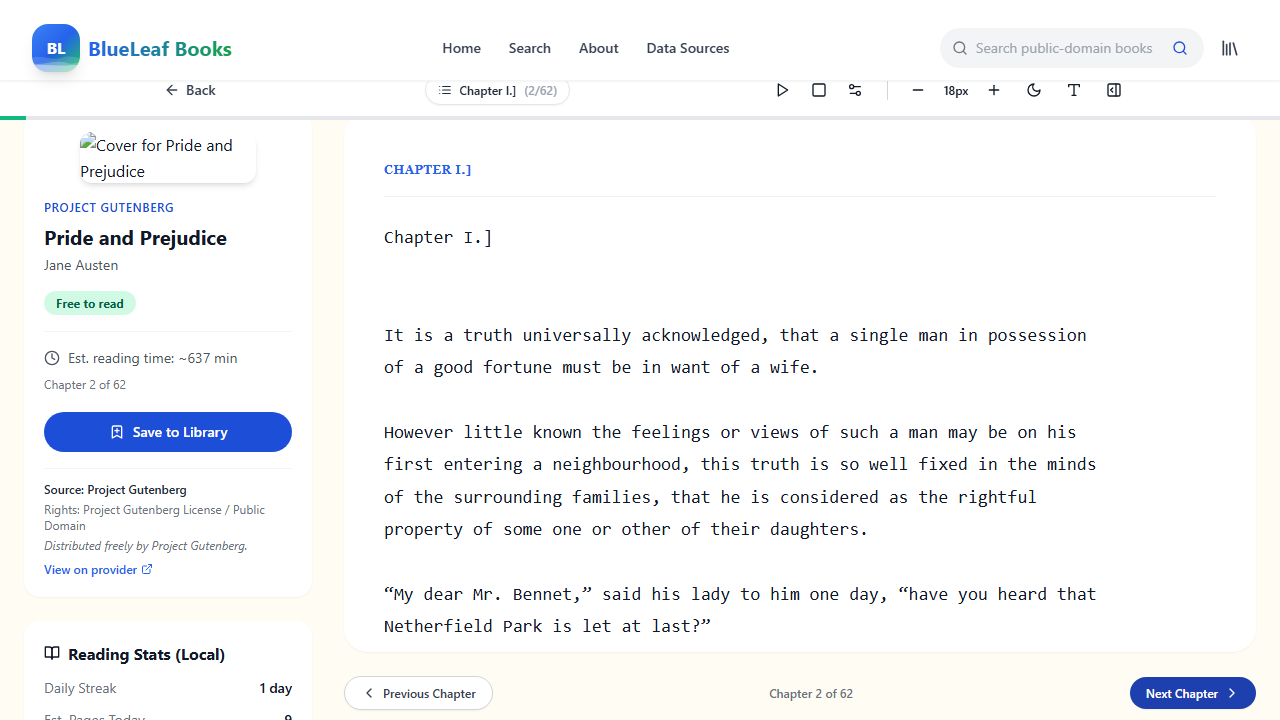 BL BlueLeaf Books
Home Search About Data Sources
Search public-domain books
Back
Chapter I.] (2/62)
18px
Cover for Pride and
Prejudice
PROJECT GUTENBERG
Pride and Prejudice
Jane Austen
Free to read
Est. reading time: ~637 min
Chapter 2 of 62
Save to Library
Source: Project Gutenberg
Rights: Project Gutenberg License / Public
Domain
Distributed freely by Project Gutenberg.
View on provider
Reading Stats (Local)
Daily Streak 1 day
Est. Pages Today 9
CHAPTER I.]
Chapter I.]
It is a truth universally acknowledged, that a single man in possession
of a good fortune must be in want of a wife.
However little known the feelings or views of such a man may be on his
first entering a neighbourhood, this truth is so well fixed in the minds
of the surrounding families, that he is considered as the rightful
property of some one or other of their daughters.
“My dear Mr. Bennet,” said his lady to him one day, “have you heard that
Netherfield Park is let at last?”
Previous Chapter
Chapter 2 of 62
Next Chapter